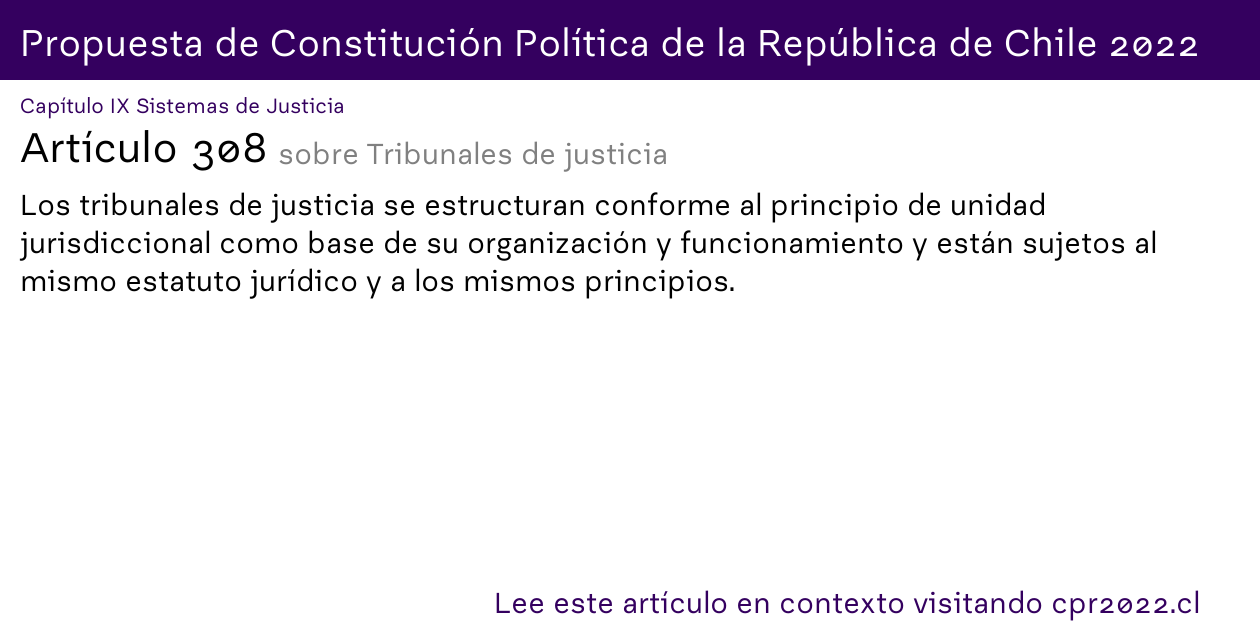 Propuesta de Constitución Política de la República de Chile 2022
Capítulo IX Sistemas de Justicia
Artículo 308 sobre Tribunales de justicia
Los tribunales de justicia se estructuran conforme al principio de unidad
jurisdiccional como base de su organización y funcionamiento y están sujetos al
mismo estatuto jurídico y a los mismos principios.
Lee este artículo en contexto visitando cpr2022.cl